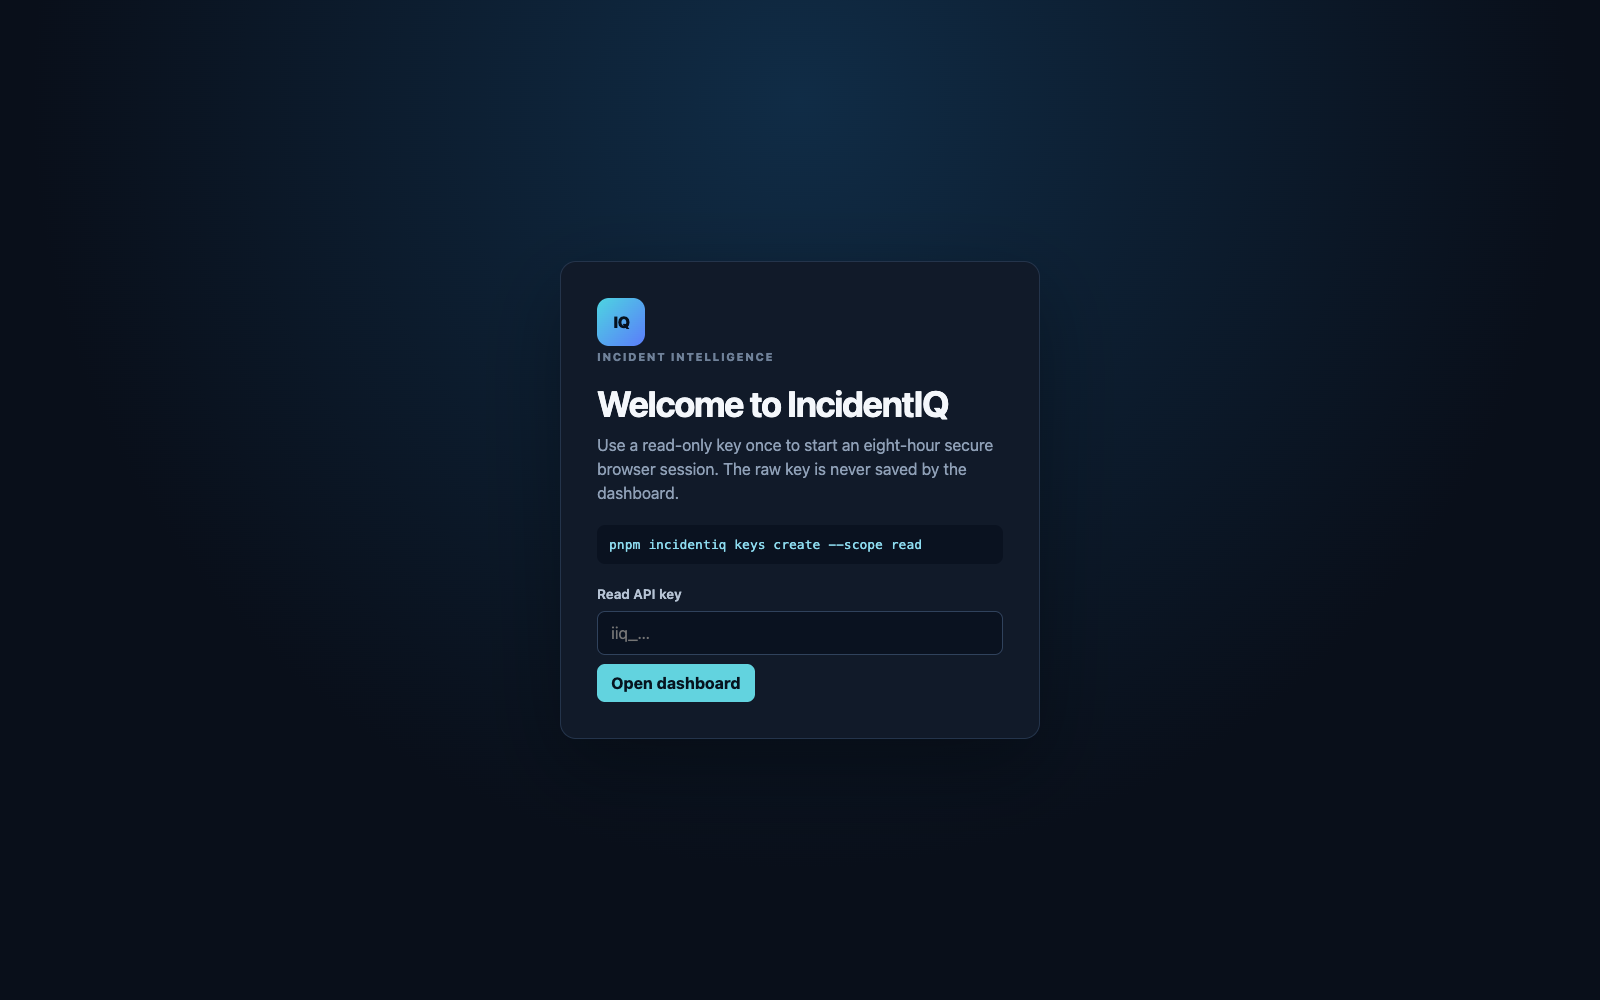 IQ
INCIDENT INTELLIGENCE
Welcome to IncidentIQ
Use a read-only key once to start an eight-hour secure
browser session. The raw key is never saved by the
dashboard.
pnpm incidentiq keys create --scope read
Read API key
iiq_...
Open dashboard